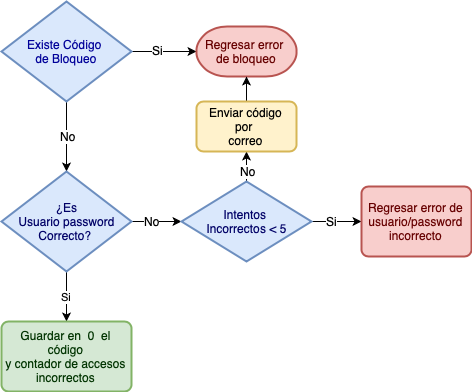 Existe Código
de Bloqueo
Si
Regresar error
de bloqueo
Enviar código
por
correo
No
No
¿Es
Usuario password
Correcto?
No
Intentos
Incorrectos < 5
Si
Regresar error de
usuario/password
incorrecto
Si
Guardar en 0 el
código
y contador de accesos
incorrectos